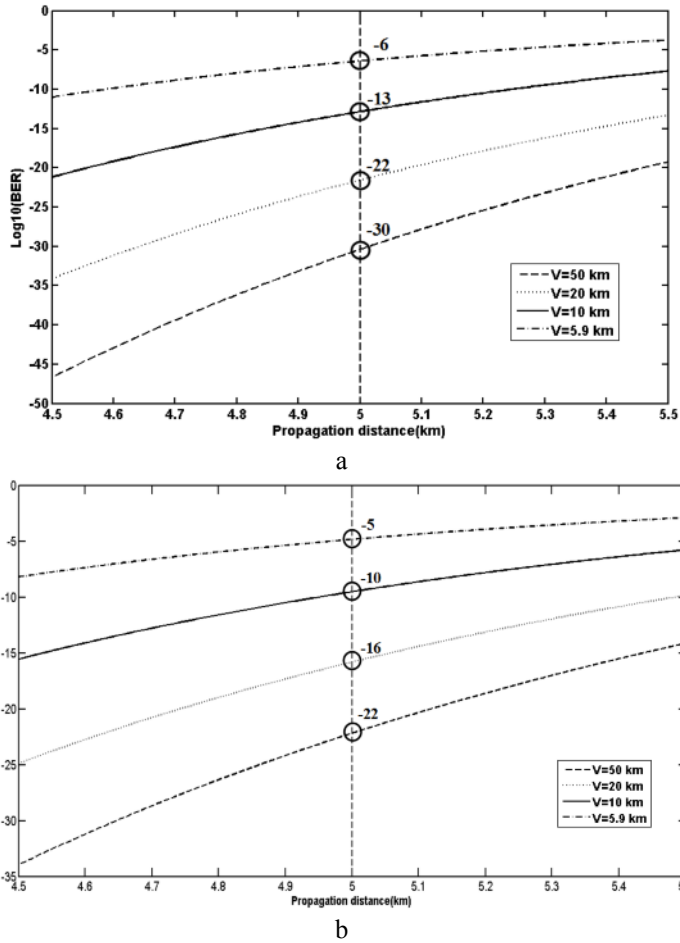 0
-5
-10
-15
-20
-25
-30
-35
-40
-45
-50
Log10(BER)
-6
-13
-22
-30
V=50 km
V=20 km
V=10 km
V=5.9 km
4.5 4.6 4.7 4.8 4.9 5 5.1 5.2 5.3 5.4 5.5
Propagation distance(km)
a
0
-5
-10
-15
-20
-25
-30
-35
-5
-10
-16
-22
V=50 km
V=20 km
V=10 km
V=5.9 km
4.5 4.6 4.7 4.8 4.9 5 5.1 5.2 5.3 5.4
Propagation distance(km)
b